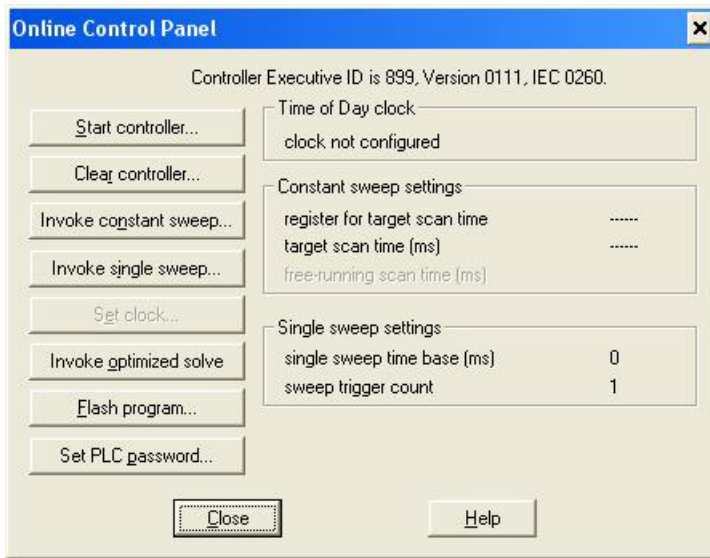 Online Control Panel
Controller Executive ID is 899, Version 0111, IEC 0260.
Start controller...
Clear controller...
Invoke constant sweep...
Invoke single sweep...
Set clock...
Invoke optimized solve
Flash program...
Set PLC password...
Time of Day clock
clock not configured
Constant sweep settings
register for target scan time ------
target scan time (ms) ------
free-running scan time (ms)
Single sweep settings
single sweep time base (ms) 0
sweep trigger count 1
Close
Help